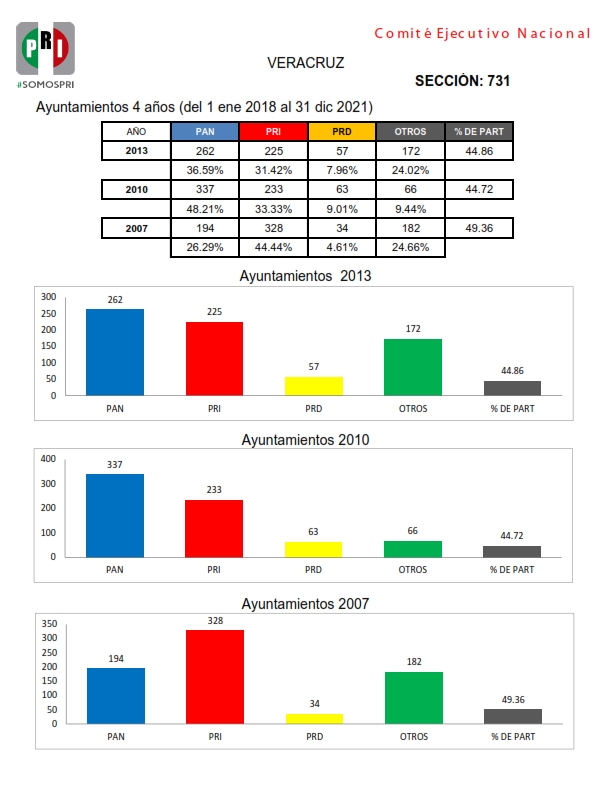 Comité Ejecutivo Nacional
PRI
#SOMOSPRI
VERACRUZ
SECCIÓN: 731
Ayuntamientos 4 años (del 1 ene 2018 al 31 dic 2021)
AÑO PAN PRI PRD OTROS % DE PART
2013 262 225 57 172 44.86
36.59% 31.42% 7.96% 24.02%
2010 337 233 63 66 44.72
48.21% 33.33% 9.01% 9.44%
2007 194 328 34 182 49.36
26.29% 44.44% 4.61% 24.66%
Ayuntamientos 2013
300
250
200
150
100
50
0
262 225 57 172 44.86
PAN PRI PRD OTROS % DE PART
Ayuntamientos 2010
400
300
200
100
0
337 233 63 66 44.72
PAN PRI PRD OTROS % DE PART
Ayuntamientos 2007
350
300
250
200
150
100
50
0
194 328 34 182 49.36
PAN PRI PRD OTROS % DE PART